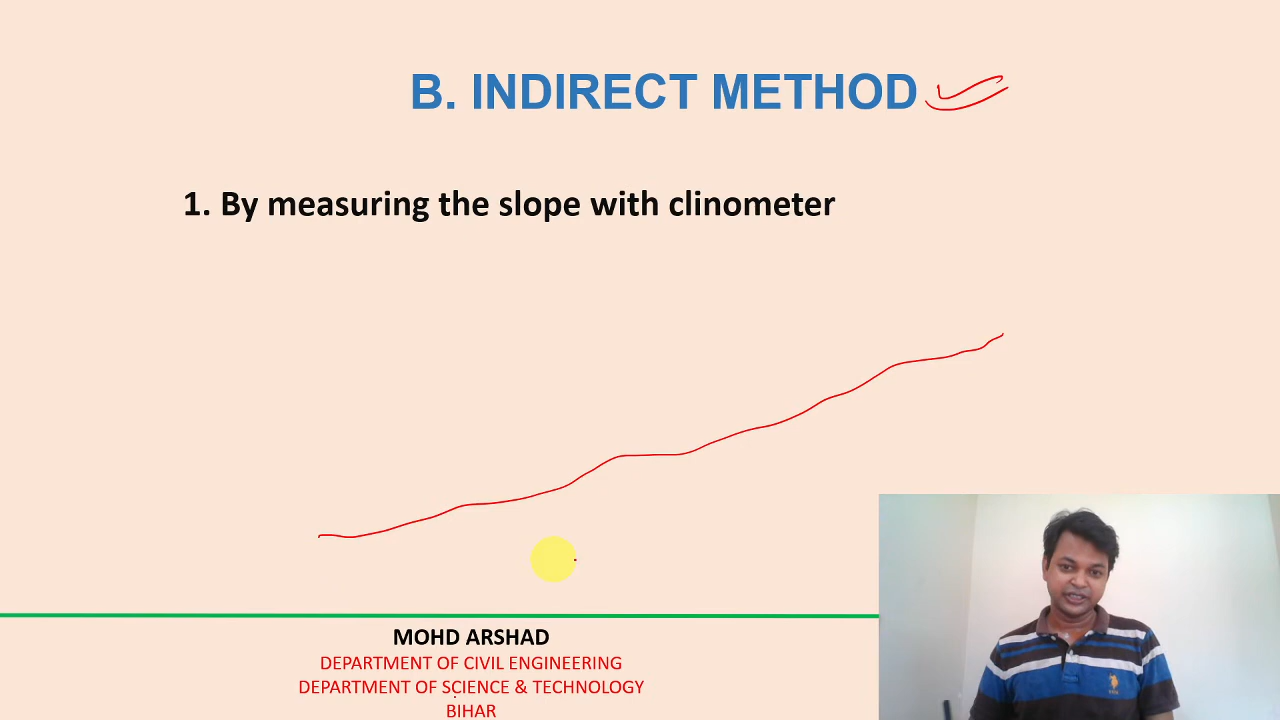 B. INDIRECT METHOD
1. By measuring the slope with clinometer
MOHD ARSHAD
DEPARTMENT OF CIVIL ENGINEERING
DEPARTMENT OF SCIENCE & TECHNOLOGY
BIHAR